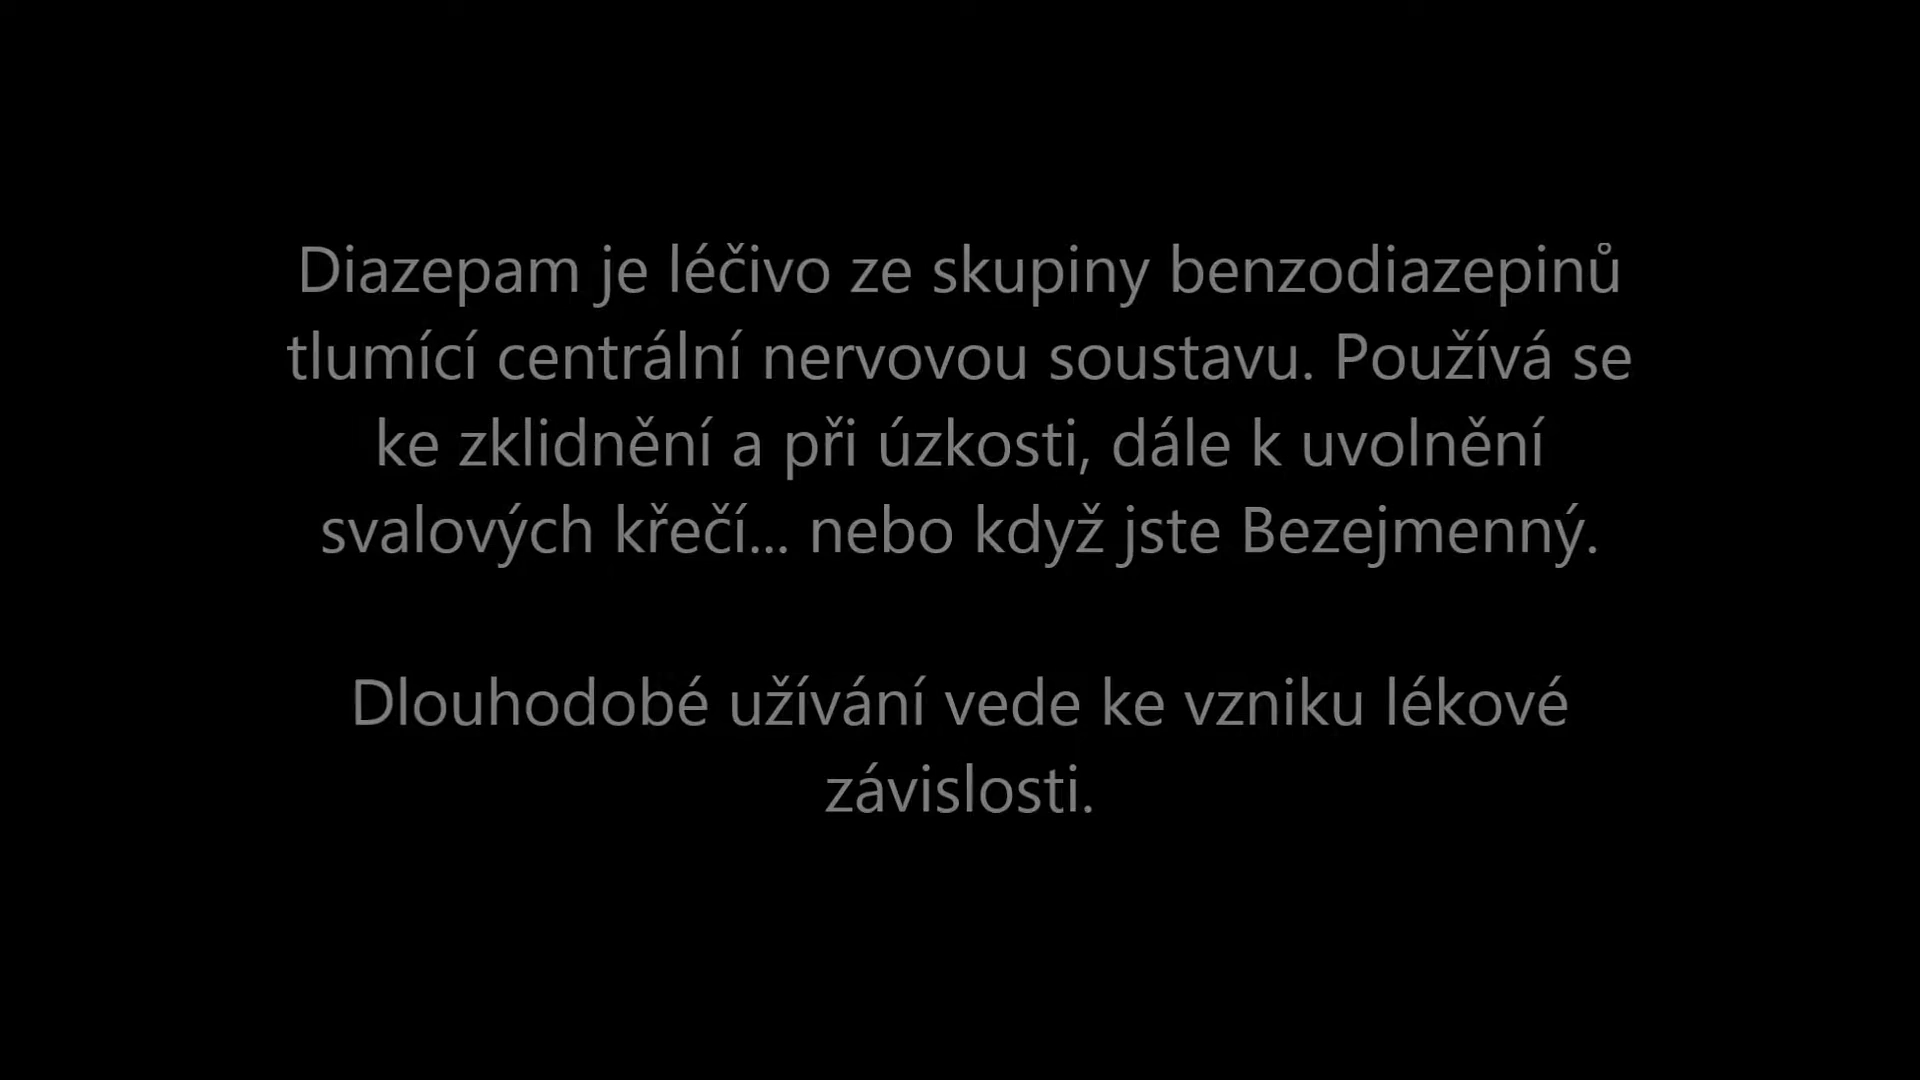 Diazepam je léčivo ze skupiny benzodiazepinů
tlumící centrální nervovou soustavu. Používá se
ke zklidnění a při úzkosti, dále k uvolnění
svalových křečí... nebo když jste Bezejmenný.
Dlouhodobé užívání vede ke vzniku lékové
závislosti.